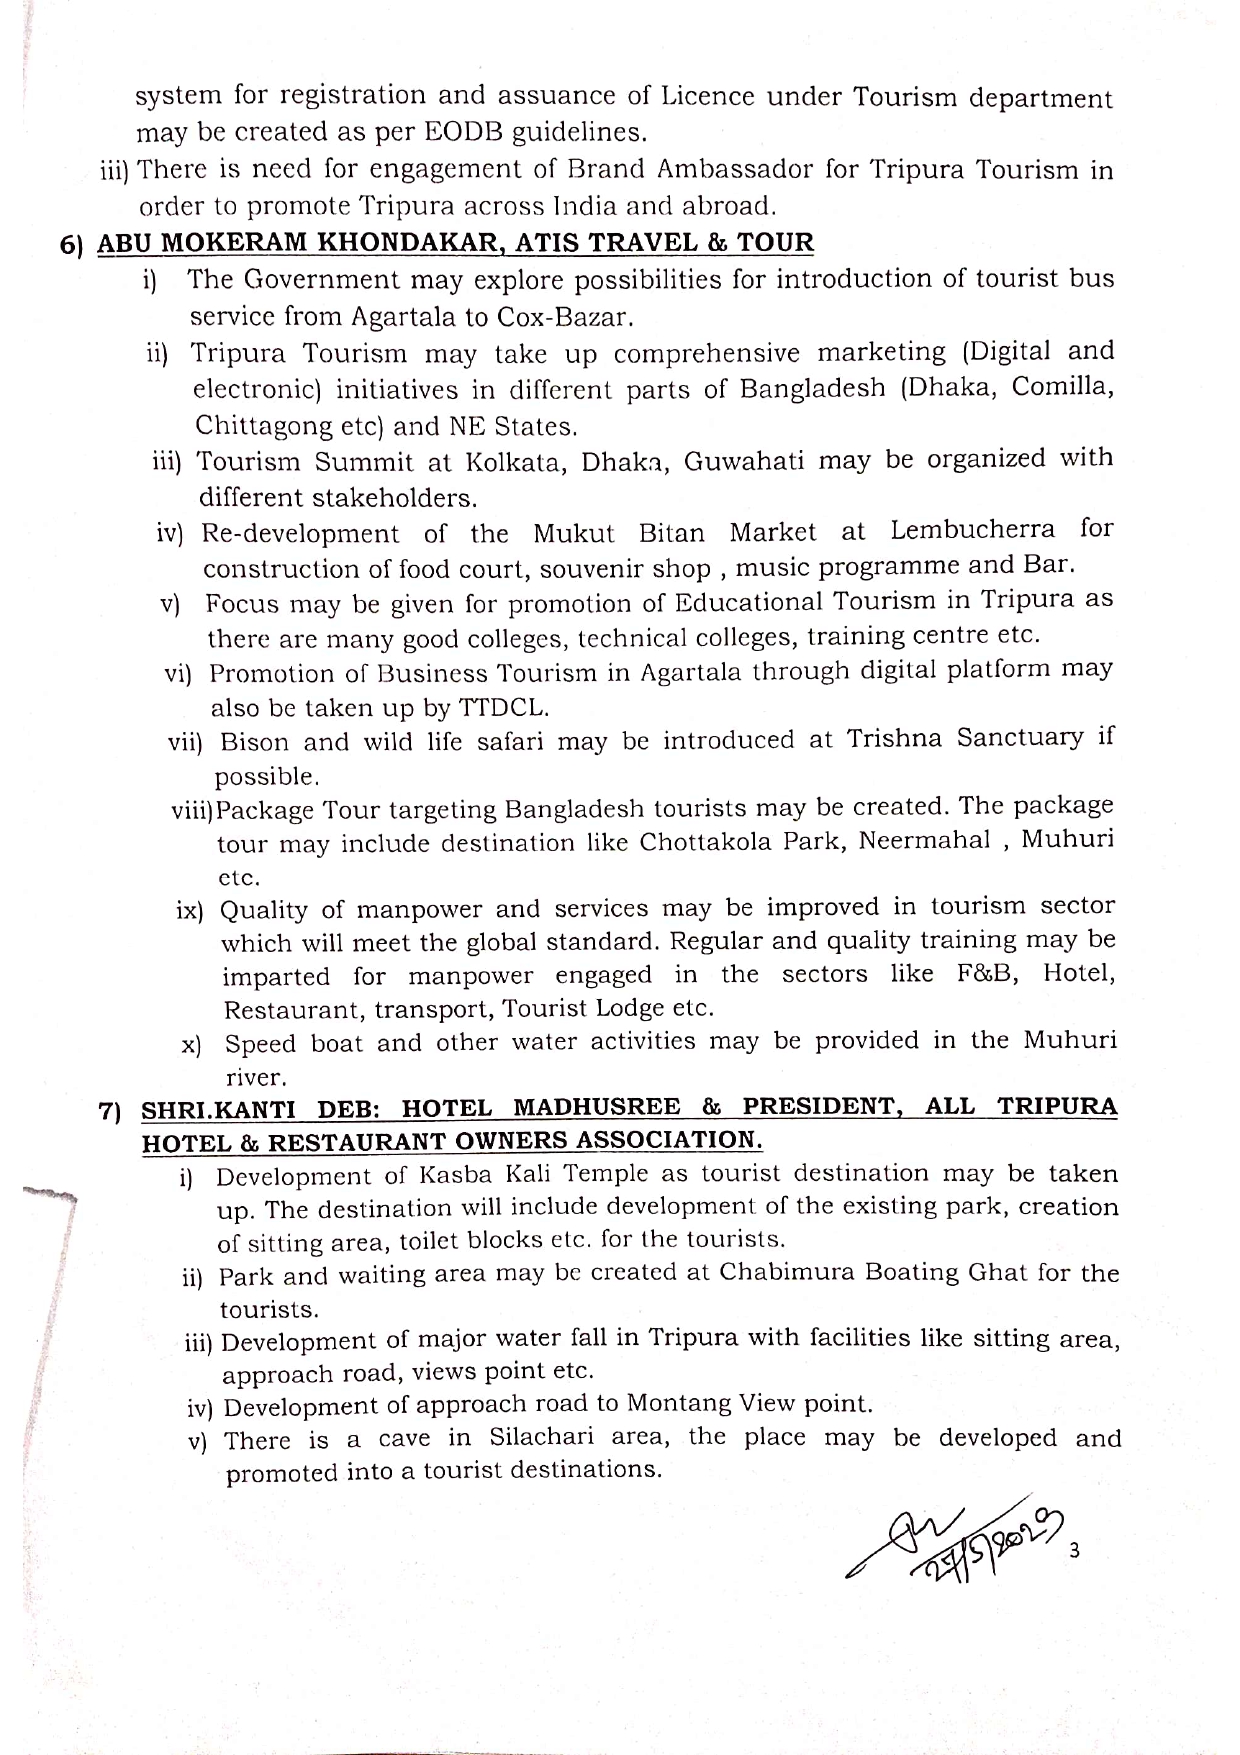 system for registration and assuance of Licence under Tourism department
may be created as per EODB guidelines.
iii) There is need for engagement of Brand Ambassador for Tripura Tourism in
order to promote Tripura across India and abroad.
6) ABU MOKERAM KHONDAKAR, ATIS TRAVEL & TOUR
i) The Government may explore possibilities for introduction of tourist bus
service from Agartala to Cox-Bazar.
ii) Tripura Tourism may take up comprehensive marketing (Digital and
electronic) initiatives in different parts of Bangladesh (Dhaka, Comilla,
Chittagong etc) and NE States.
iii) Tourism Summit at Kolkata, Dhaka, Guwahati may be organized with
different stakeholders.
iv) Re-development of the Mukut Bitan Market at Lembucherra for
construction of food court, souvenir shop , music programme and Bar.
v) Focus may be given for promotion of Educational Tourism in Tripura as
there are many good colleges, technical colleges, training centre etc.
vi) Promotion of Business Tourism in Agartala through digital platform may
also be taken up by TTDCL.
vii) Bison and wild life safari may be introduced at Trishna Sanctuary if
possible.
viii) Package Tour targeting Bangladesh tourists may be created. The package
tour may include destination like Chottakola Park, Neermahal , Muhuri
etc.
ix) Quality of manpower and services may be improved in tourism sector
which will meet the global standard. Regular and quality training may be
imparted for manpower engaged in the sectors like F&B, Hotel,
Restaurant, transport, Tourist Lodge etc.
x) Speed boat and other water activities may be provided in the Muhuri
river.
7) SHRI.KANTI DEB: HOTEL MADHUSREE & PRESIDENT, ALL TRIPURA
HOTEL & RESTAURANT OWNERS ASSOCIATION.
i) Development of Kasba Kali Temple as tourist destination may be taken
up. The destination will include development of the existing park, creation
of sitting area, toilet blocks etc. for the tourists.
ii) Park and waiting area may be created at Chabimura Boating Ghat for the
tourists.
iii) Development of major water fall in Tripura with facilities like sitting area,
approach road, views point etc.
iv) Development of approach road to Montang View point.
v) There is a cave in Silachari area, the place may be developed and
promoted into a tourist destinations.
3